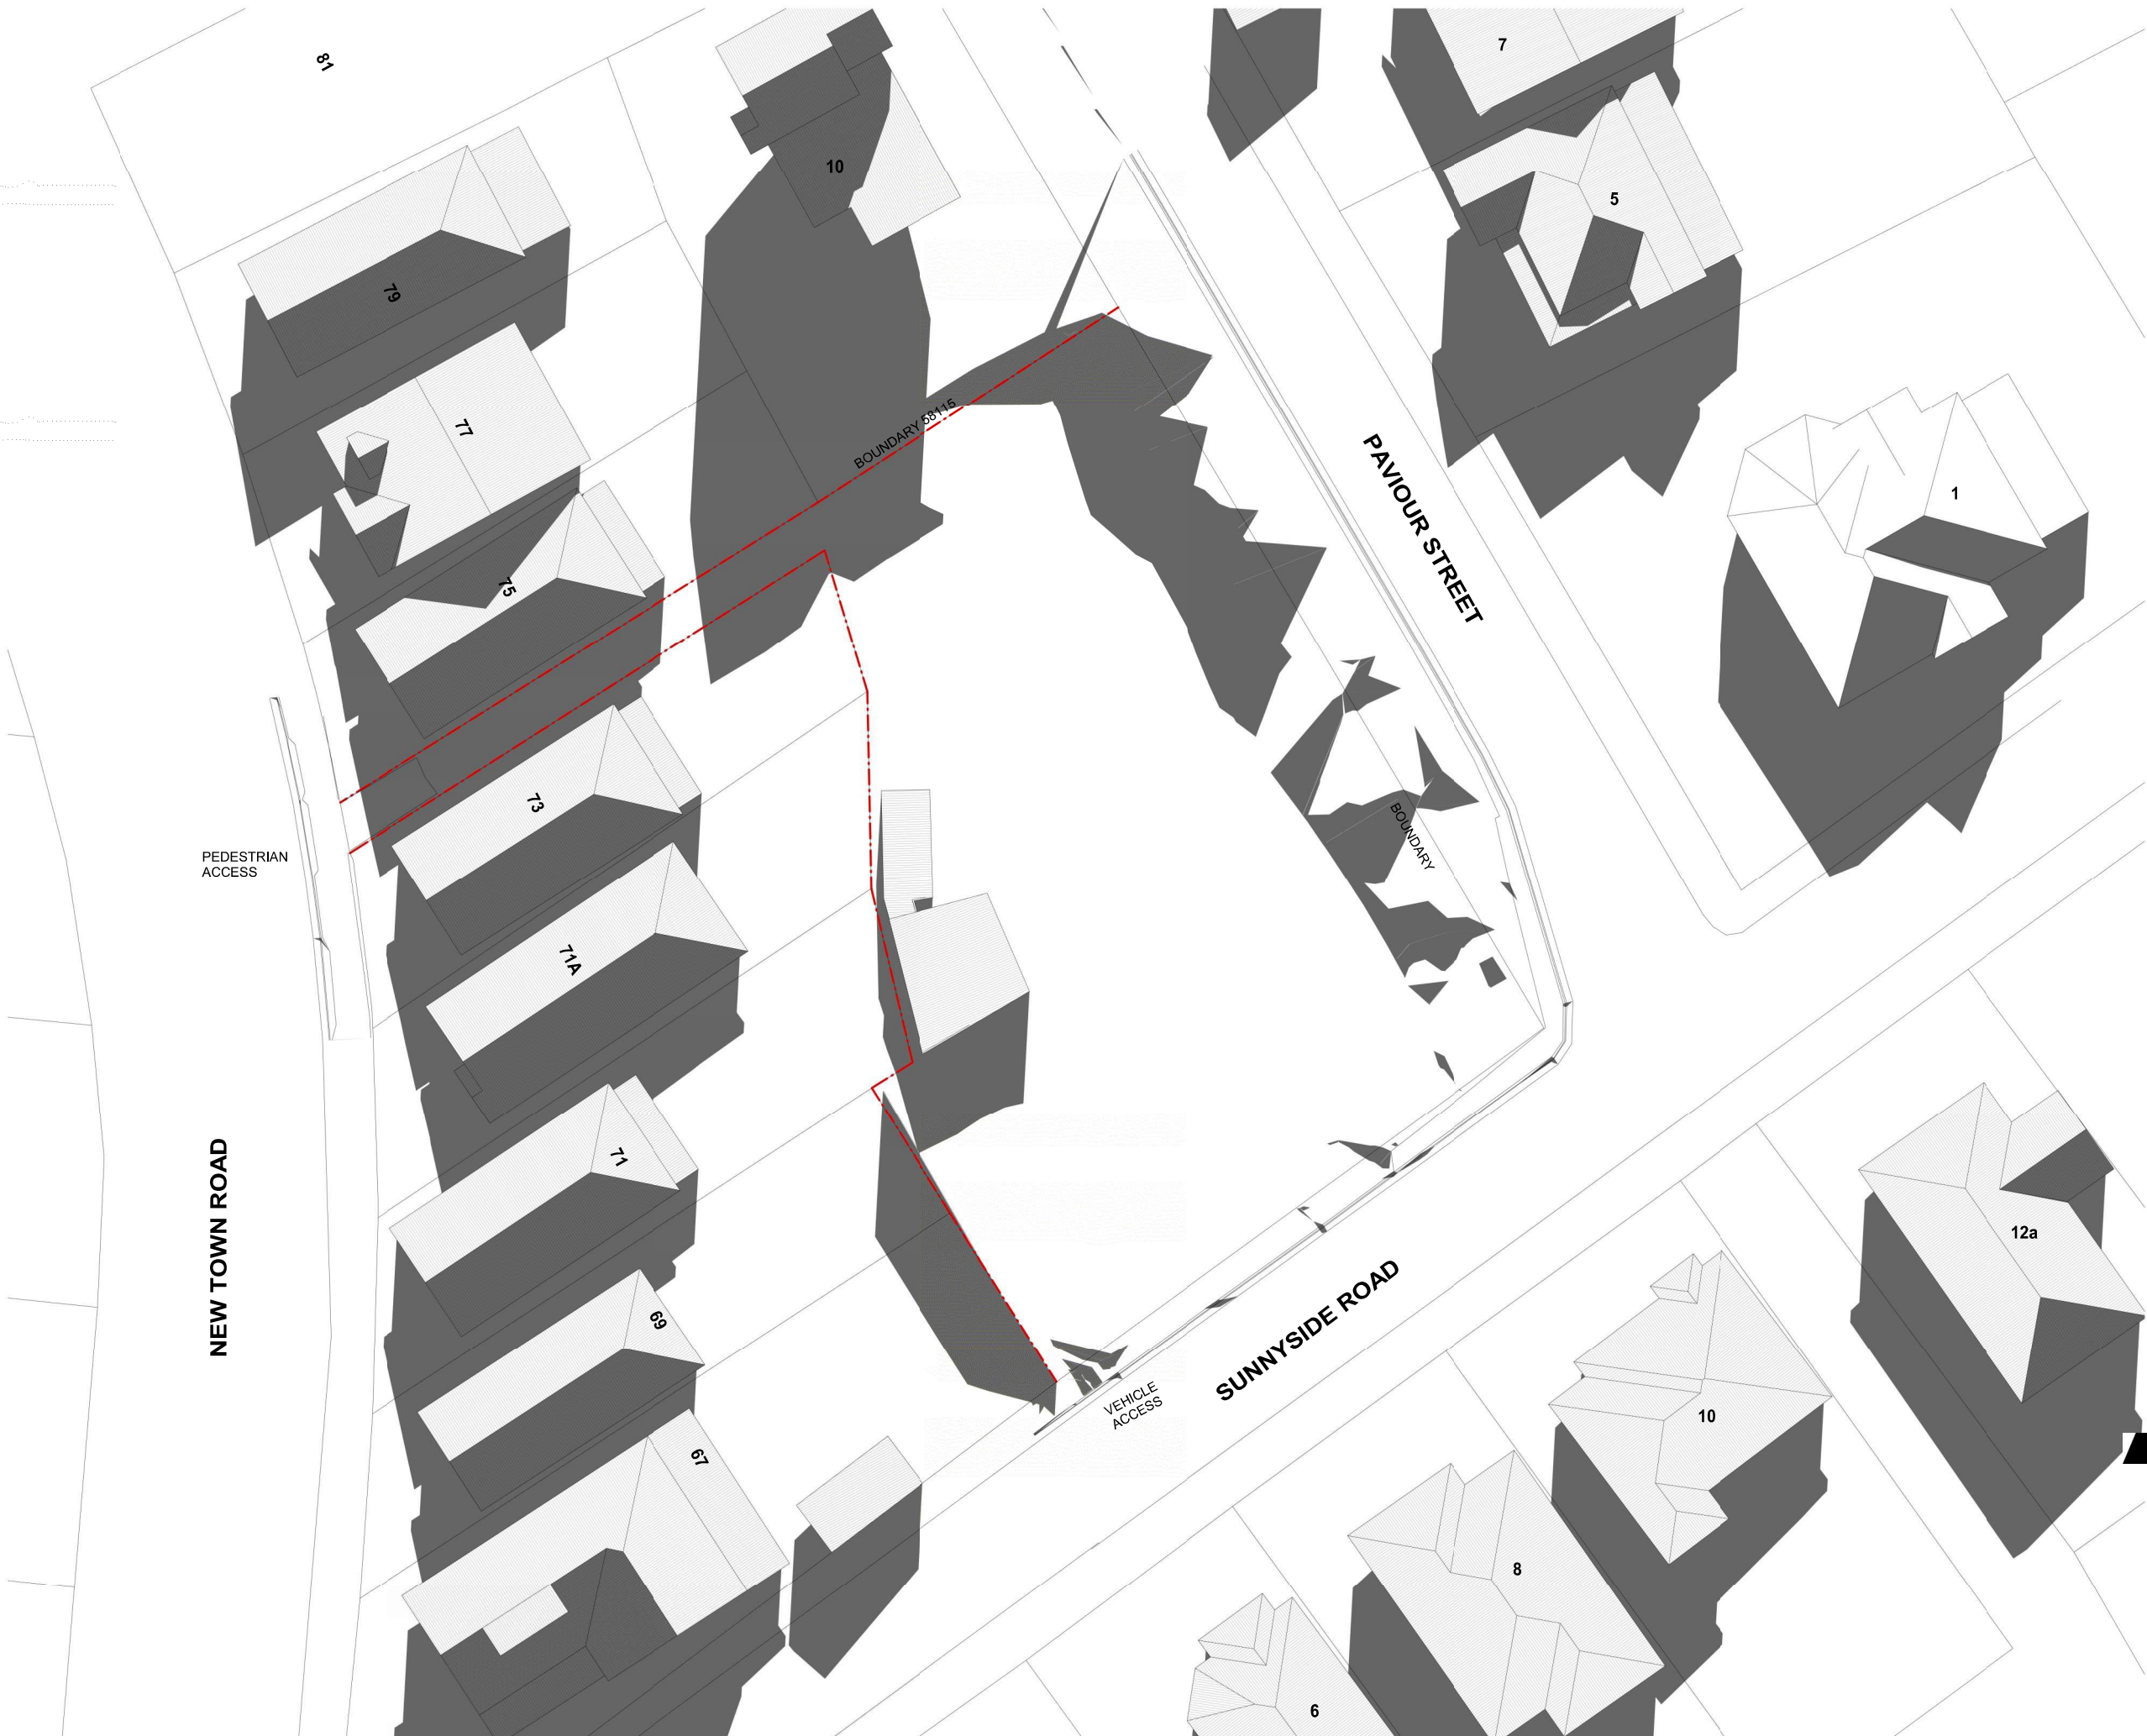 81
7
10
5
79
77
75
BOUNDARY 58115
PAVIOUR STREET
1
73
BOUNDARY
PEDESTRIAN
ACCESS
71A
71
NEW TOWN ROAD
69
67
SUNNYSIDE ROAD
VEHICLE
ACCESS
12a
10
8
6